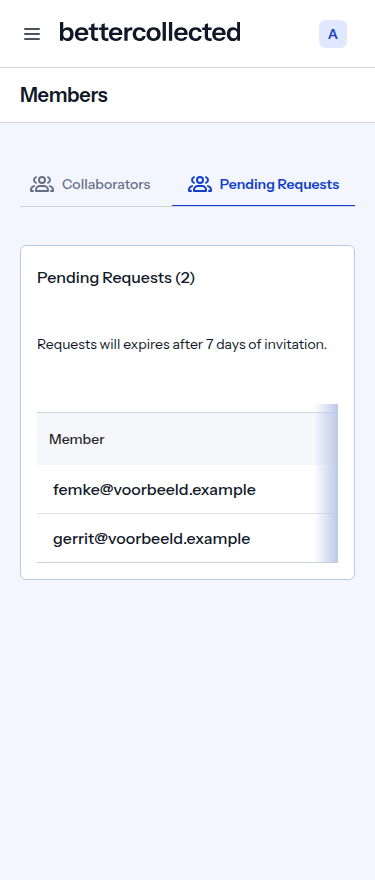 bettercollected
A
Members
Collaborators
Pending Requests
Pending Requests (2)
Requests will expires after 7 days of invitation.
Member
femke@voorbeeld.example
gerrit@voorbeeld.example